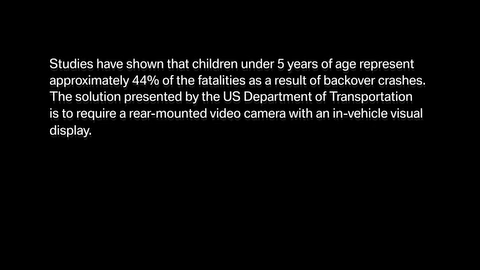 Studies have shown that children under 5 years of age represent
approximately 44% of the fatalities as a result of backover crashes.
The solution presented by the US Department of Transportation
is to require a rear-mounted video camera with an in-vehicle visual
display.